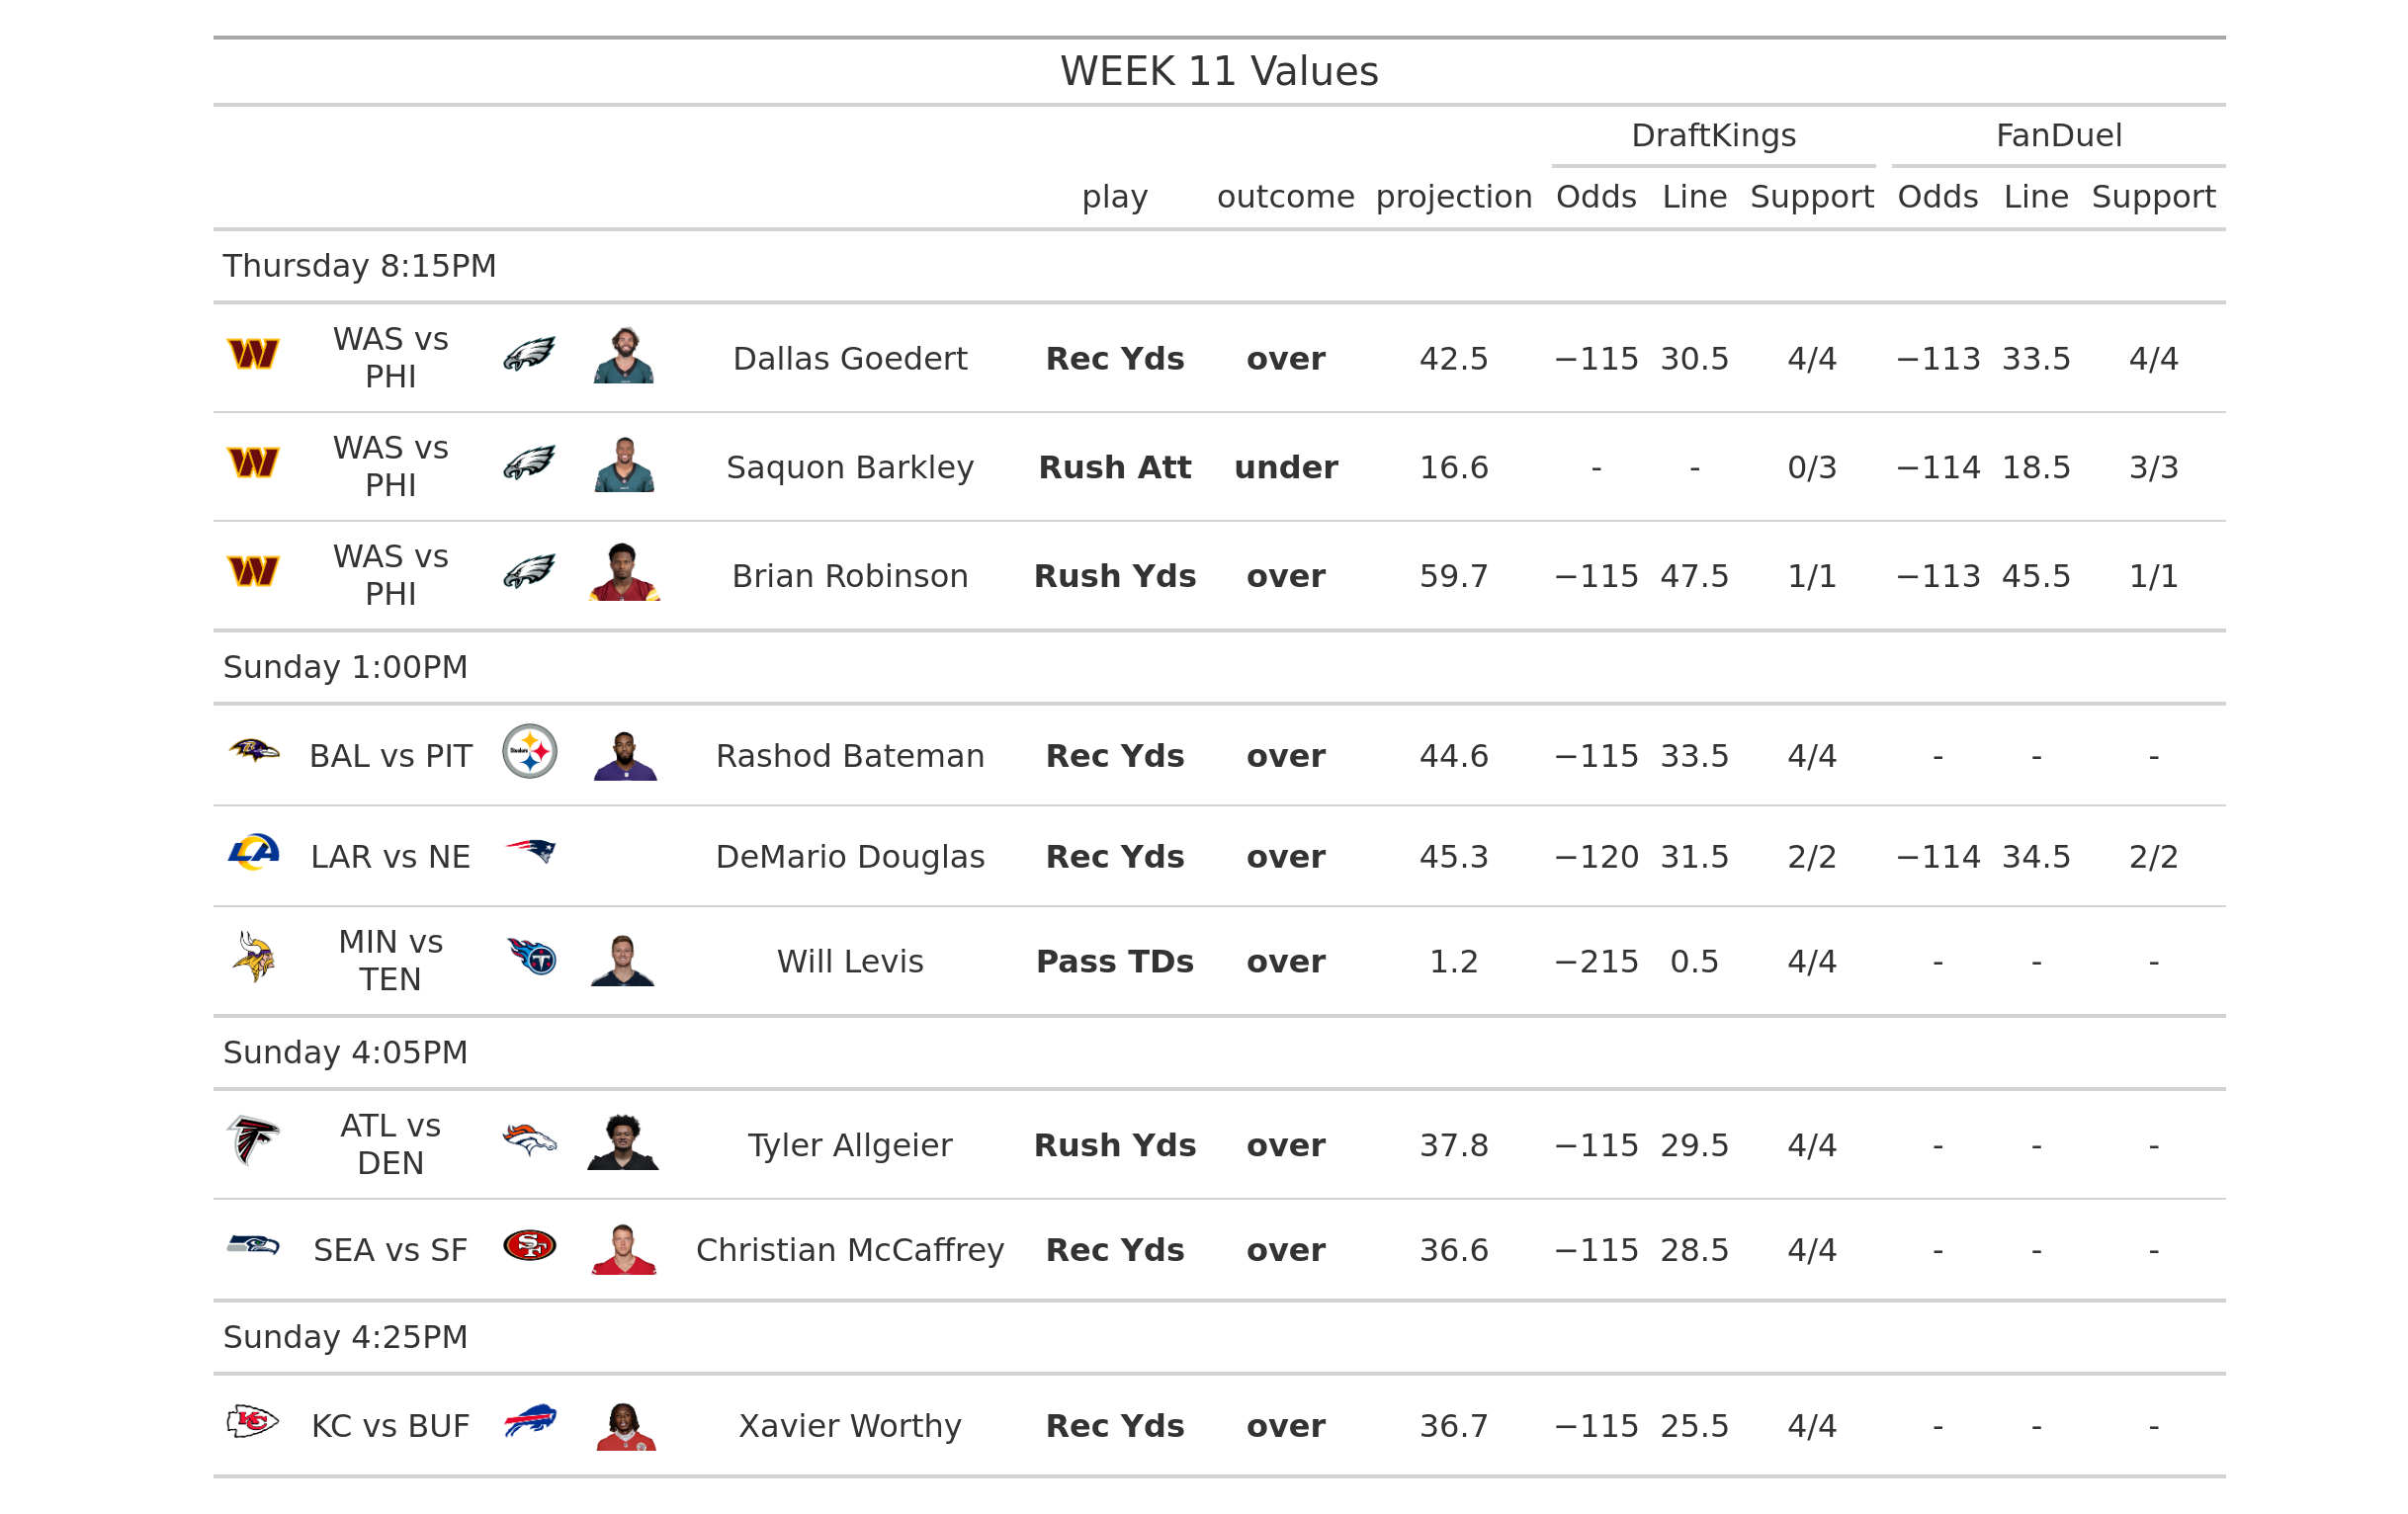 WEEK 11 Values
DraftKings FanDuel
play outcome projection Odds Line Support Odds Line Support
Thursday 8:15PM
WAS vs
PHI
Dallas Goedert Rec Yds over 42.5 −115 30.5 4/4 −113 33.5 4/4
WAS vs
PHI
Saquon Barkley Rush Att under 16.6 - - 0/3 −114 18.5 3/3
WAS vs
PHI
Brian Robinson Rush Yds over 59.7 −115 47.5 1/1 −113 45.5 1/1
Sunday 1:00PM
BAL vs PIT Steelers Rashod Bateman Rec Yds over 44.6 −115 33.5 4/4 - - -
LAR vs NE DeMario Douglas Rec Yds over 45.3 −120 31.5 2/2 −114 34.5 2/2
MIN vs
TEN
Will Levis Pass TDs over 1.2 −215 0.5 4/4 - - -
Sunday 4:05PM
ATL vs
DEN
Tyler Allgeier Rush Yds over 37.8 −115 29.5 4/4 - - -
SEA vs SF Christian McCaffrey Rec Yds over 36.6 −115 28.5 4/4 - - -
Sunday 4:25PM
KC vs BUF Xavier Worthy Rec Yds over 36.7 −115 25.5 4/4 - - -